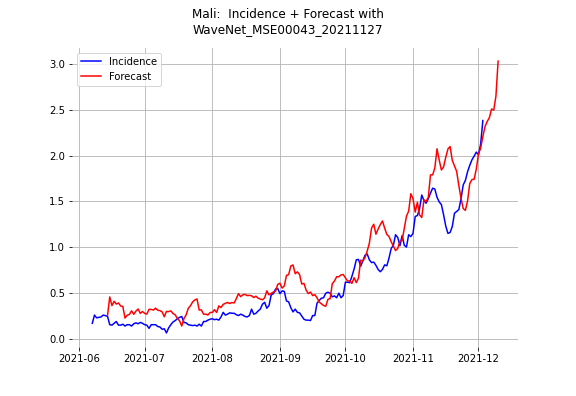 Mali:  Incidence + Forecast with
WaveNet_MSE00043_20211127
Incidence
Forecast
3.0
2.5
2.0
1.5
1.0
0.5
0.0
2021-06 2021-07 2021-08 2021-09 2021-10 2021-11 2021-12